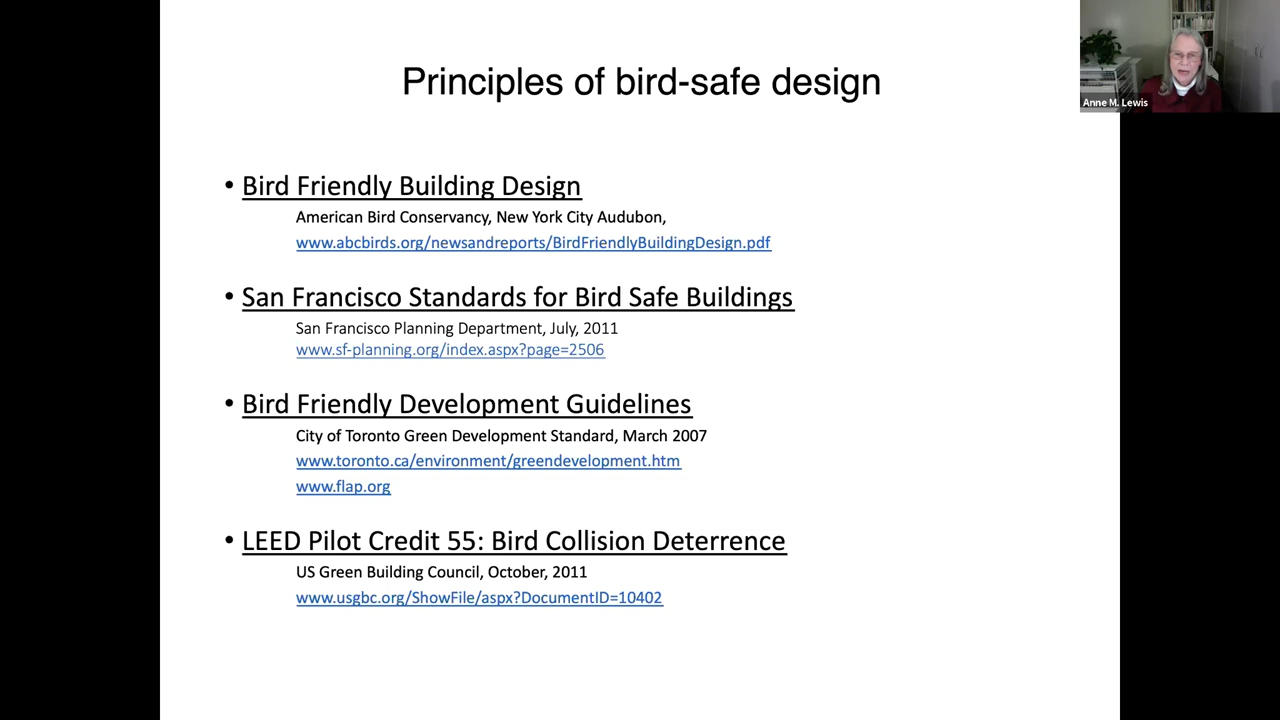 Principles of bird-safe design
Anne M. Lewis
• Bird Friendly Building Design
American Bird Conservancy, New York City Audubon,
www.abcbirds.org/newsandreports/BirdFriendlyBuildingDesign.pdf
• San Francisco Standards for Bird Safe Buildings
San Francisco Planning Department, July, 2011
www.sf-planning.org/index.aspx?page=2506
• Bird Friendly Development Guidelines
City of Toronto Green Development Standard, March 2007
www.toronto.ca/environment/greendevelopment.htm
www.flap.org
• LEED Pilot Credit 55: Bird Collision Deterrence
US Green Building Council, October, 2011
www.usgbc.org/ShowFile/aspx?DocumentID=10402